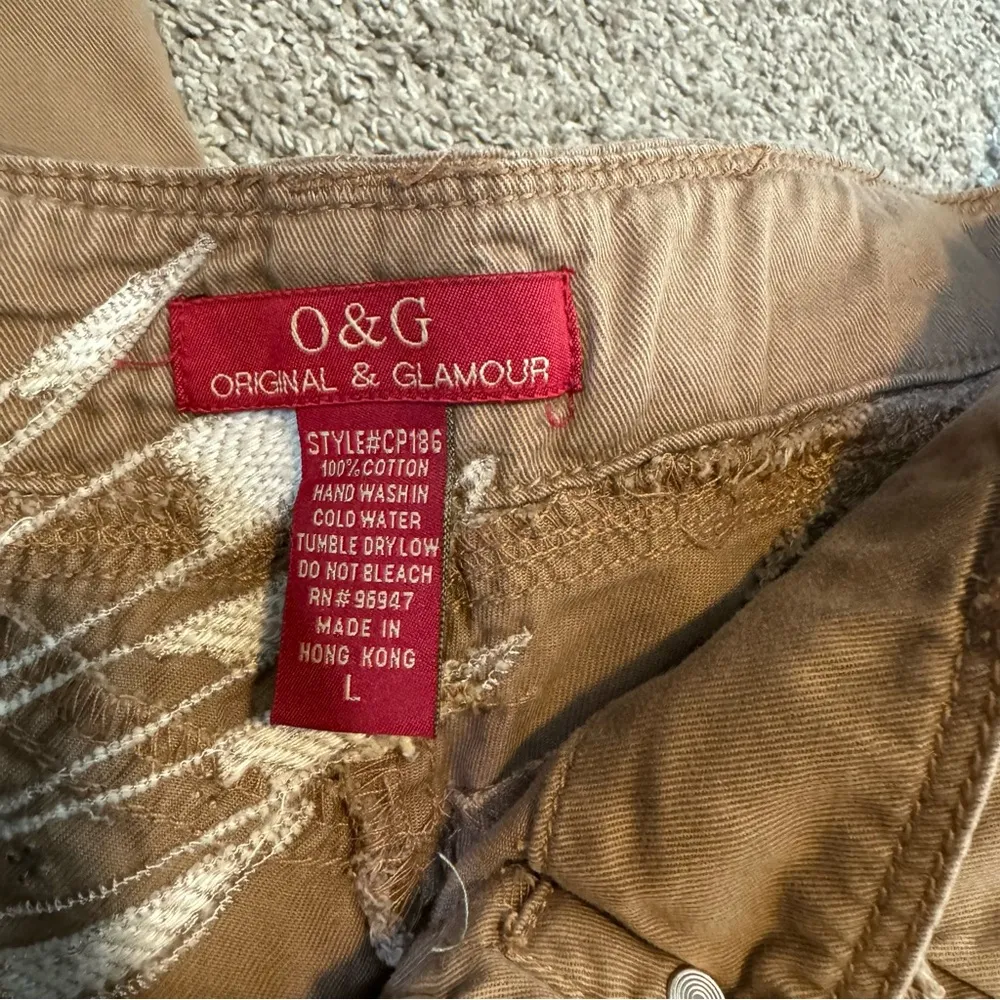 O&G
ORIGINAL & GLAMOUR
STYLE#CP186
100% COTTON
HAND WASH IN
COLD WATER
TUMBLE DRY LOW
DO NOT BLEACH
RN# 96947
MADE IN
HONG KONG
L